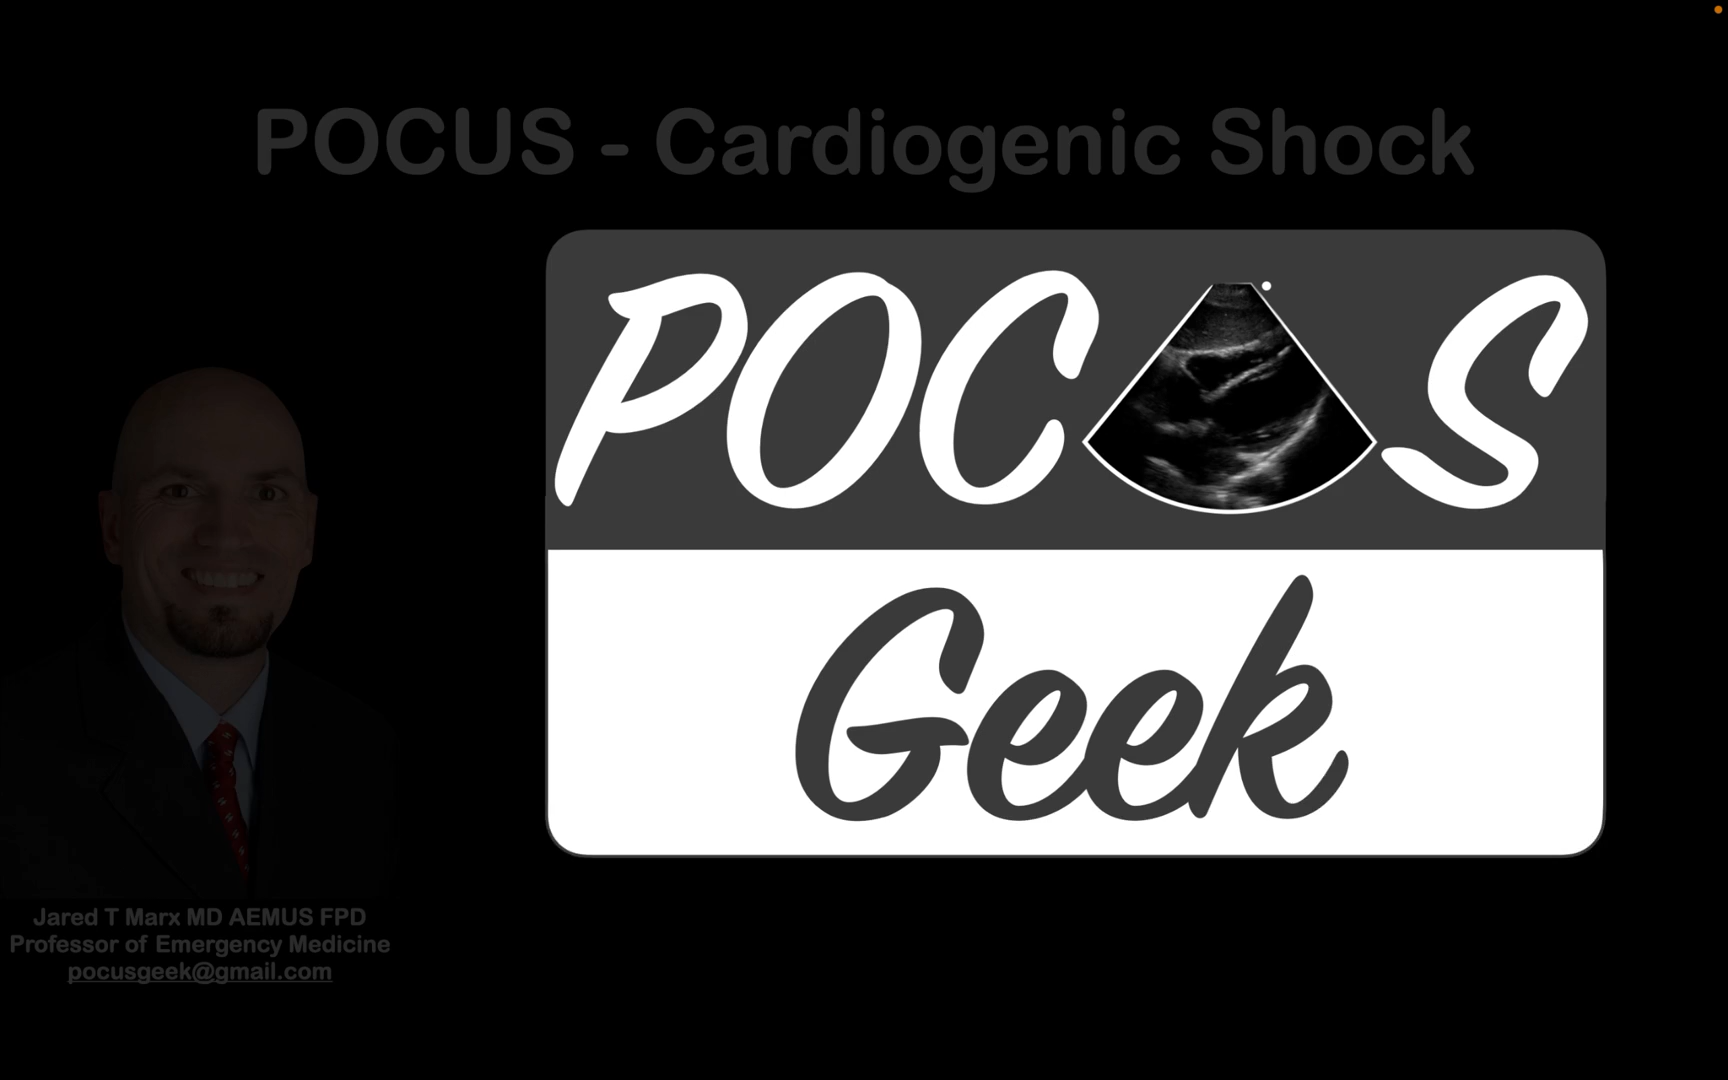 POCUS - Cardiogenic Shock
POCUS
Geek
Jared T Marx MD AEMUS FPD
Professor of Emergency Medicine
pocusgeek@gmail.com